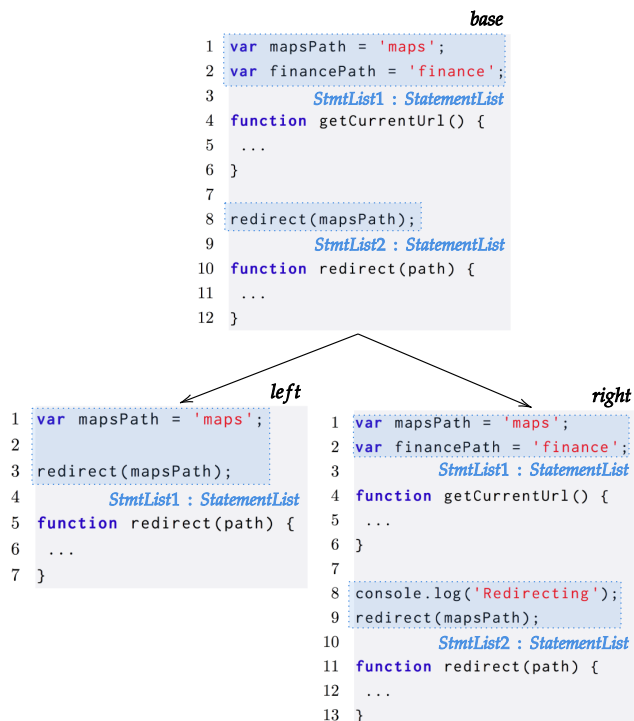 base
1 var mapsPath = 'maps';
2 var financePath = 'finance';
3
StmtList1 : StatementList
4 function getCurrentUrl() {
5 ...
6 }
7
8 redirect(mapsPath);
9
StmtList2 : StatementList
10 function redirect(path) {
11 ...
12 }
left
1 var mapsPath = 'maps';
2
3 redirect(mapsPath);
4
StmtList1 : StatementList
5 function redirect(path) {
6 ...
7 }
right
1 var mapsPath = 'maps';
2 var financePath = 'finance';
3
StmtList1 : StatementList
4 function getCurrentUrl() {
5 ...
6 }
7
8 console.log('Redirecting');
9 redirect(mapsPath);
10
StmtList2 : StatementList
11 function redirect(path) {
12 ...
13 }